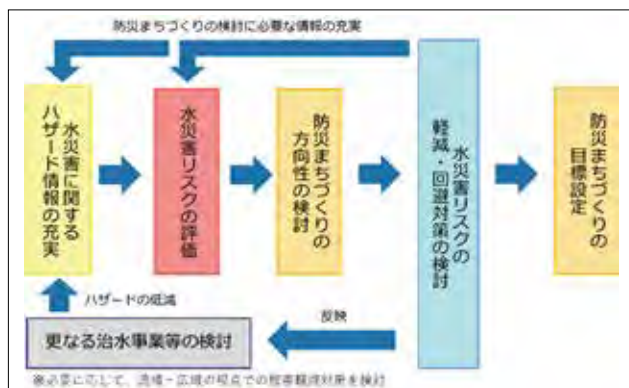 防災まちづくりの検討に必要な情報の充実
水災害に関する
ハザード情報の充実
水災害リスクの評価
防災まちづくりの
方向性の検討
水災害リスクの
軽減・回避対策の検討
防災まちづくりの
目標設定
ハザードの低減
反映
更なる治水事業等の検討
※必要に応じて、流域・広域の視点での被害軽減対策を検討